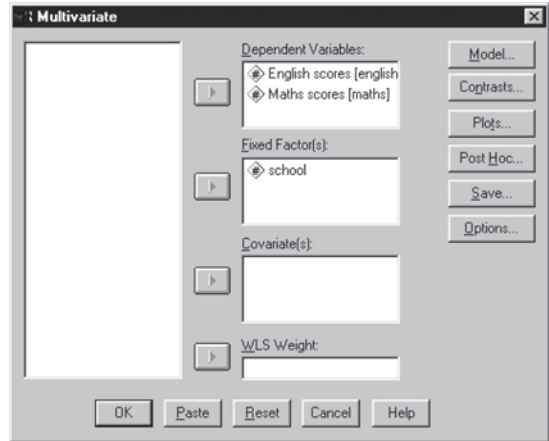 Multivariate
Dependent Variables:
English scores [english
Maths scores [maths]
Fixed Factor(s):
school
Covariate(s):
WLS Weight:
Model...
Contrasts...
Plots...
Post Hoc...
Save...
Options...
OK
Paste
Reset
Cancel
Help